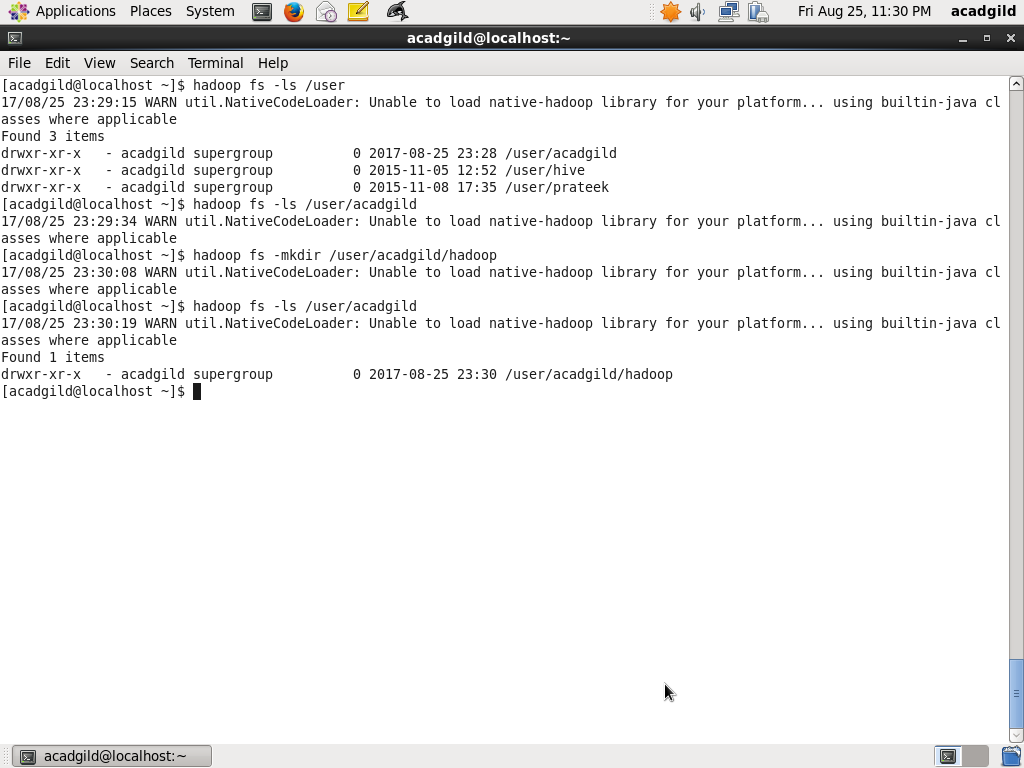 Applications Places System Fri Aug 25, 11:30 PM acadgild
acadgild@localhost:~
File Edit View Search Terminal Help
[acadgild@localhost ~]$ hadoop fs -ls /user
17/08/25 23:29:15 WARN util.NativeCodeLoader: Unable to load native-hadoop library for your platform... using builtin-java cl
asses where applicable
Found 3 items
drwxr-xr-x   - acadgild supergroup          0 2017-08-25 23:28 /user/acadgild
drwxr-xr-x   - acadgild supergroup          0 2015-11-05 12:52 /user/hive
drwxr-xr-x   - acadgild supergroup          0 2015-11-08 17:35 /user/prateek
[acadgild@localhost ~]$ hadoop fs -ls /user/acadgild
17/08/25 23:29:34 WARN util.NativeCodeLoader: Unable to load native-hadoop library for your platform... using builtin-java cl
asses where applicable
[acadgild@localhost ~]$ hadoop fs -mkdir /user/acadgild/hadoop
17/08/25 23:30:08 WARN util.NativeCodeLoader: Unable to load native-hadoop library for your platform... using builtin-java cl
asses where applicable
[acadgild@localhost ~]$ hadoop fs -ls /user/acadgild
17/08/25 23:30:19 WARN util.NativeCodeLoader: Unable to load native-hadoop library for your platform... using builtin-java cl
asses where applicable
Found 1 items
drwxr-xr-x   - acadgild supergroup          0 2017-08-25 23:30 /user/acadgild/hadoop
[acadgild@localhost ~]$
acadgild@localhost:~